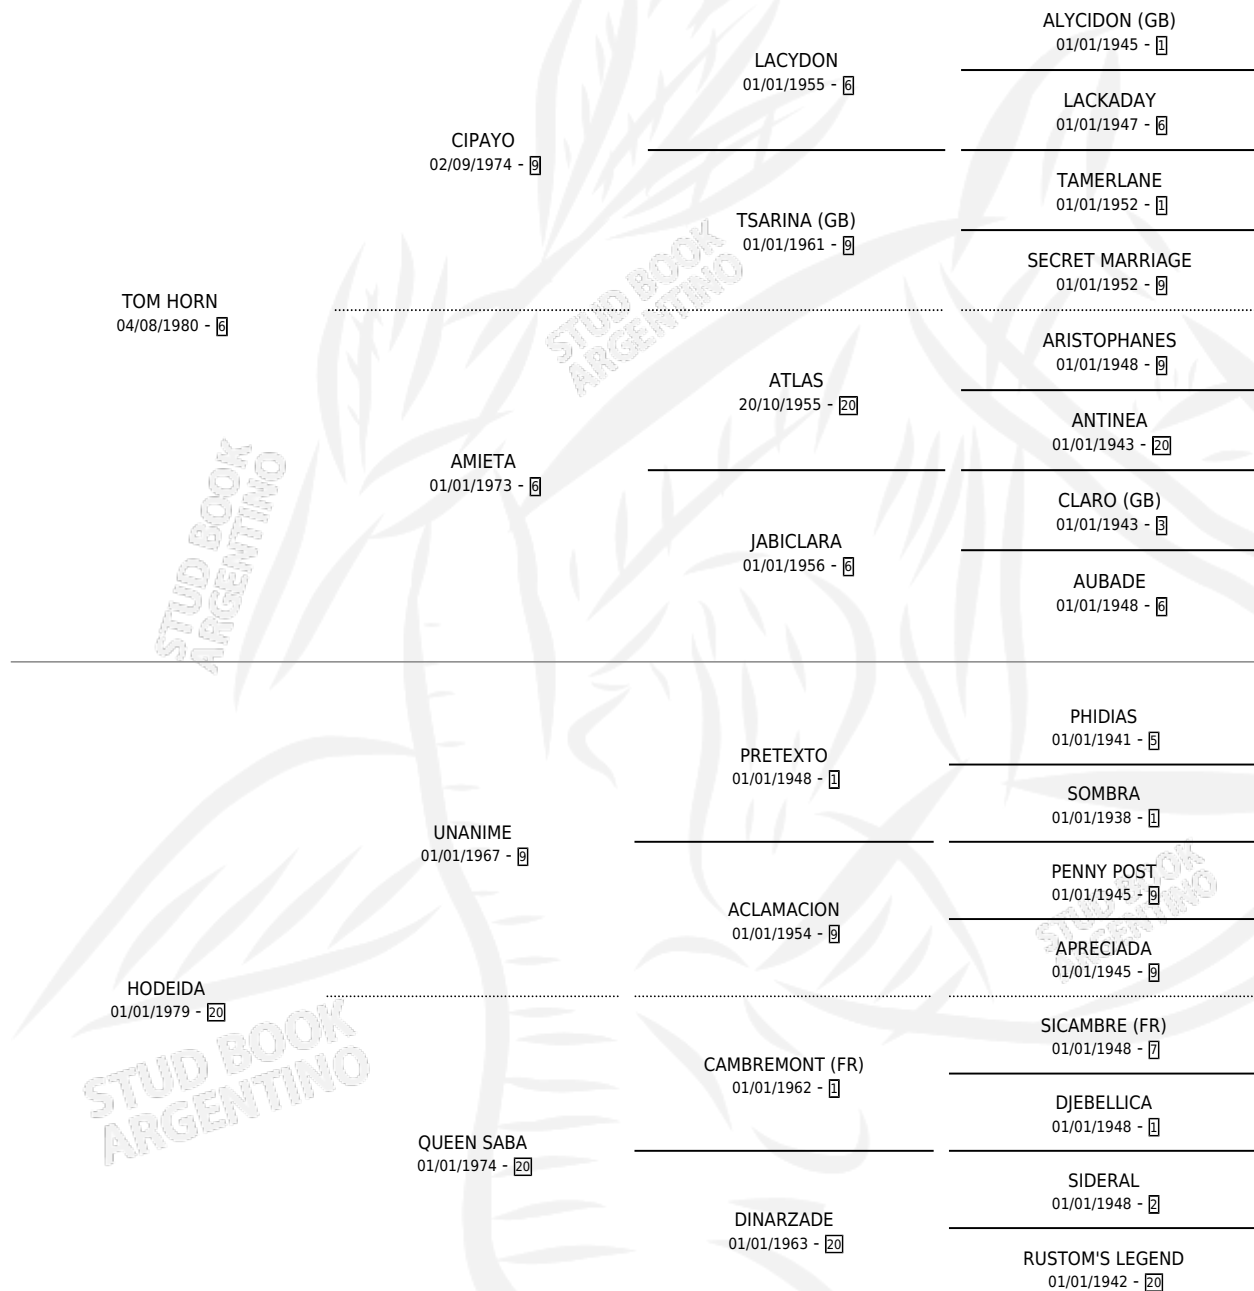 ALYCIDON (GB)
01/01/1945 - 1
LACYDON
01/01/1955 - 6
LACKADAY
01/01/1947 - 6
CIPAYO
02/09/1974 - 9
TAMERLANE
01/01/1952 - 1
TSARINA (GB)
01/01/1961 - 9
SECRET MARRIAGE
01/01/1952 - 9
STUD BOOK
ARGENTINO
TOM HORN
04/08/1980 - 6
ARISTOPHANES
01/01/1948 - 9
ATLAS
20/10/1955 - 20
ANTINEA
01/01/1943 - 20
AMIETA
01/01/1973 - 6
CLARO (GB)
01/01/1943 - 3
JABICLARA
01/01/1956 - 6
AUBADE
01/01/1948 - 6
STUD BOOK
ARGENTINO
PHIDIAS
01/01/1941 - 5
PRETEXTO
01/01/1948 - 1
SOMBRA
01/01/1938 - 1
UNANIME
01/01/1967 - 9
PENNY POST
01/01/1945 - 9
ACLAMACION
01/01/1954 - 9
APRECIADA
01/01/1945 - 9
STUD BOOK
ARGENTINO
HODEIDA
01/01/1979 - 20
SICAMBRE (FR)
01/01/1948 - 7
CAMBREMONT (FR)
01/01/1962 - 1
DJEBELLICA
01/01/1948 - 1
STUD BOOK
ARGENTINO
QUEEN SABA
01/01/1974 - 20
SIDERAL
01/01/1948 - 2
DINARZADE
01/01/1963 - 20
RUSTOM'S LEGEND
01/01/1942 - 20